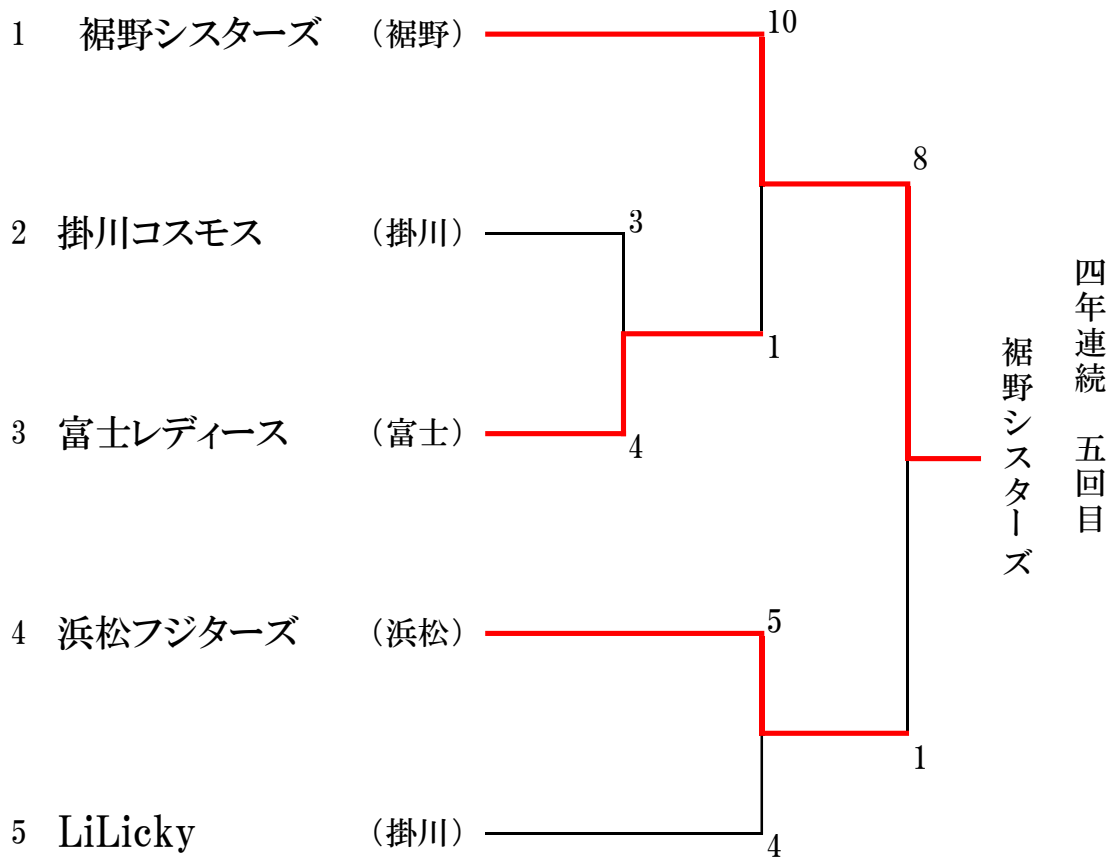 1 裾野シスターズ （裾野）
10
8
2 掛川コスモス （掛川）
3
1
3 富士レディース （富士）
4
4 浜松フジターズ （浜松）
5
1
5 LiLicky （掛川）
4
四年連続 五回目
裾野シスターズ